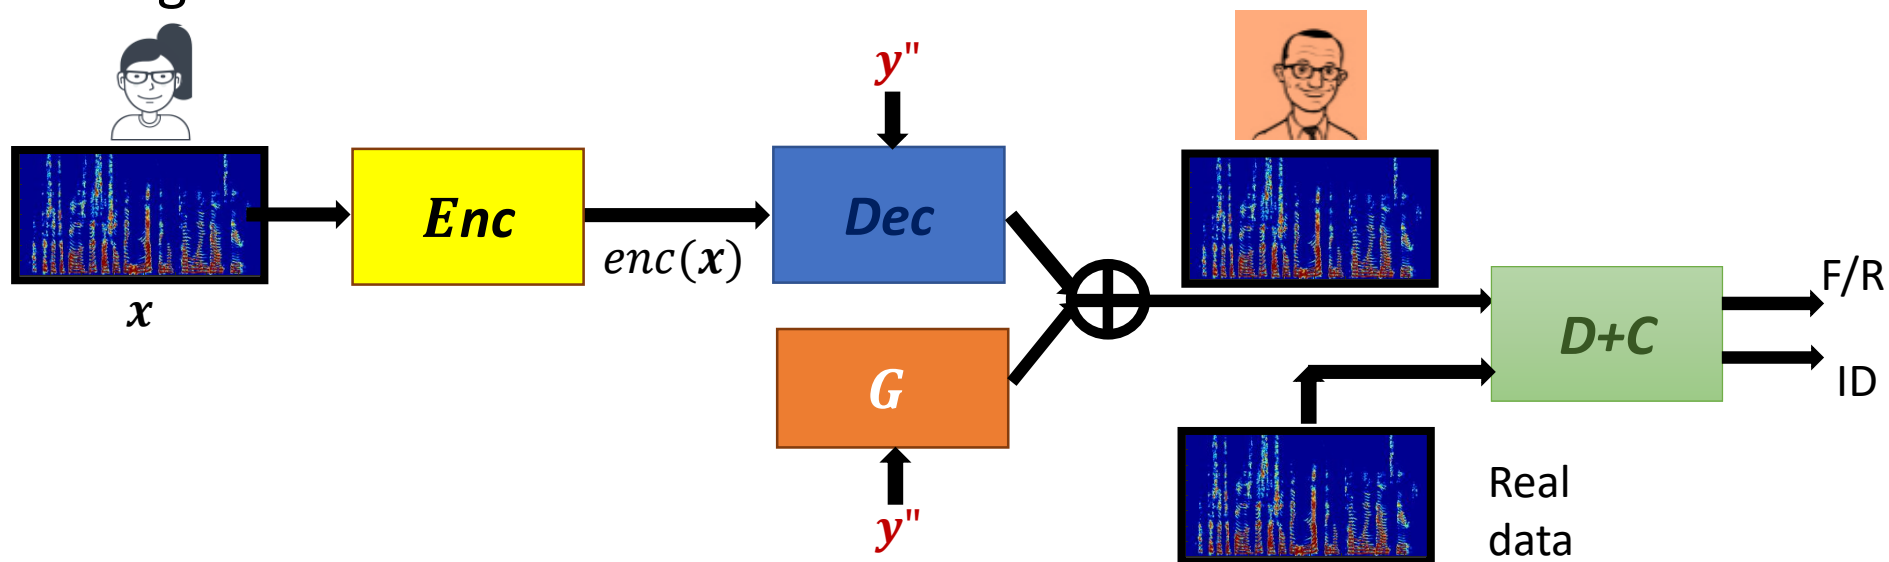 y"
Enc
Dec
enc(x)
x
F/R
D+C
G
ID
y"
Real
data